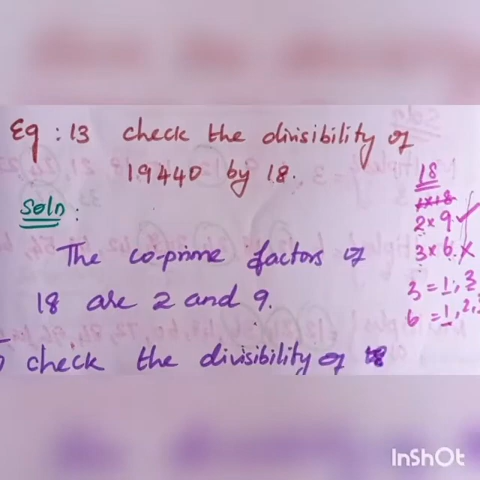 Eg : 13 check the divisibility of
19440 by 18.
Soln :
The co-prime factors of
18 are 2 and 9.
check the divisibility of
18
1×18
2×9 ✓
3×6 ×
3 = 1, 3
6 = 1, 2, 3
InShOt